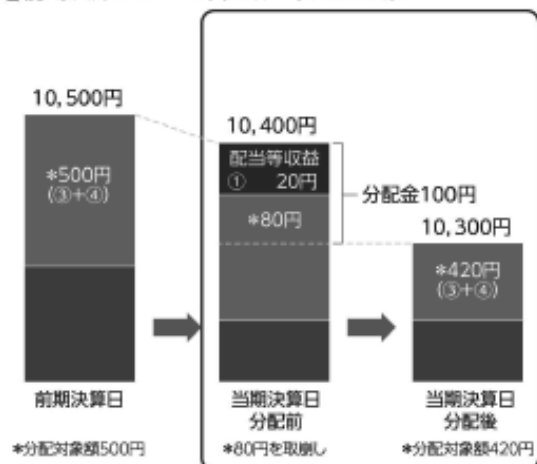 10,500円
*500円
(③+④)
前期決算日
*分配対象額500円
10,400円
配当等収益
① 20円
*80円
分配金100円
当期決算日
分配前
*80円を取崩し
10,300円
*420円
(③+④)
当期決算日
分配後
*分配対象額420円